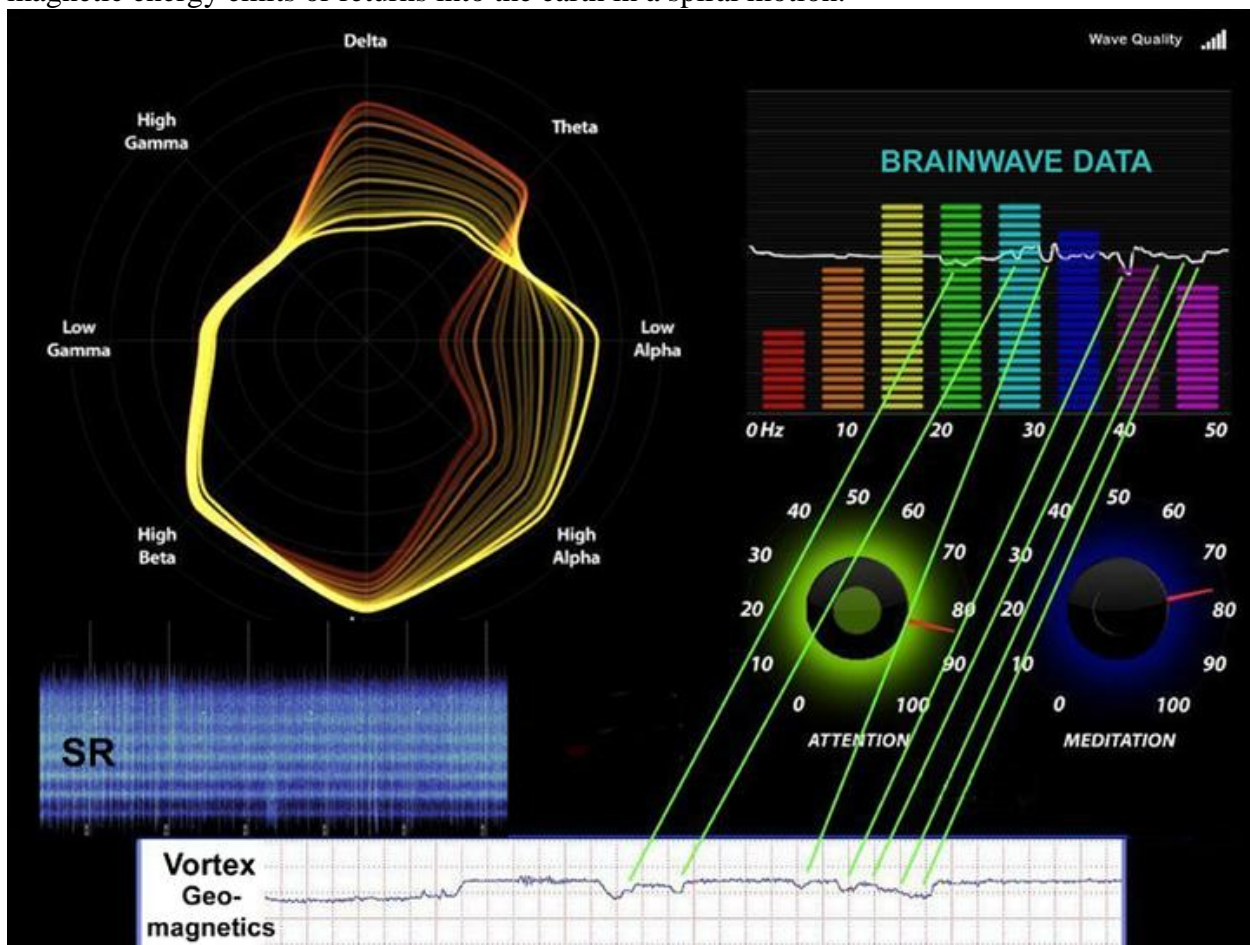 magnetic energy emits or returns into the earth in a spiral motion.
Delta
Wave Quality
High
Gamma
Theta
BRAINWAVE DATA
Low
Gamma
Low
Alpha
0 Hz 10 20 30 40 50
High
Beta
High
Alpha
0 10 20 30 40 50 60 70 80 90 100
ATTENTION
0 10 20 30 40 50 60 70 80 90 100
MEDITATION
SR
Vortex
Geo-
magnetics